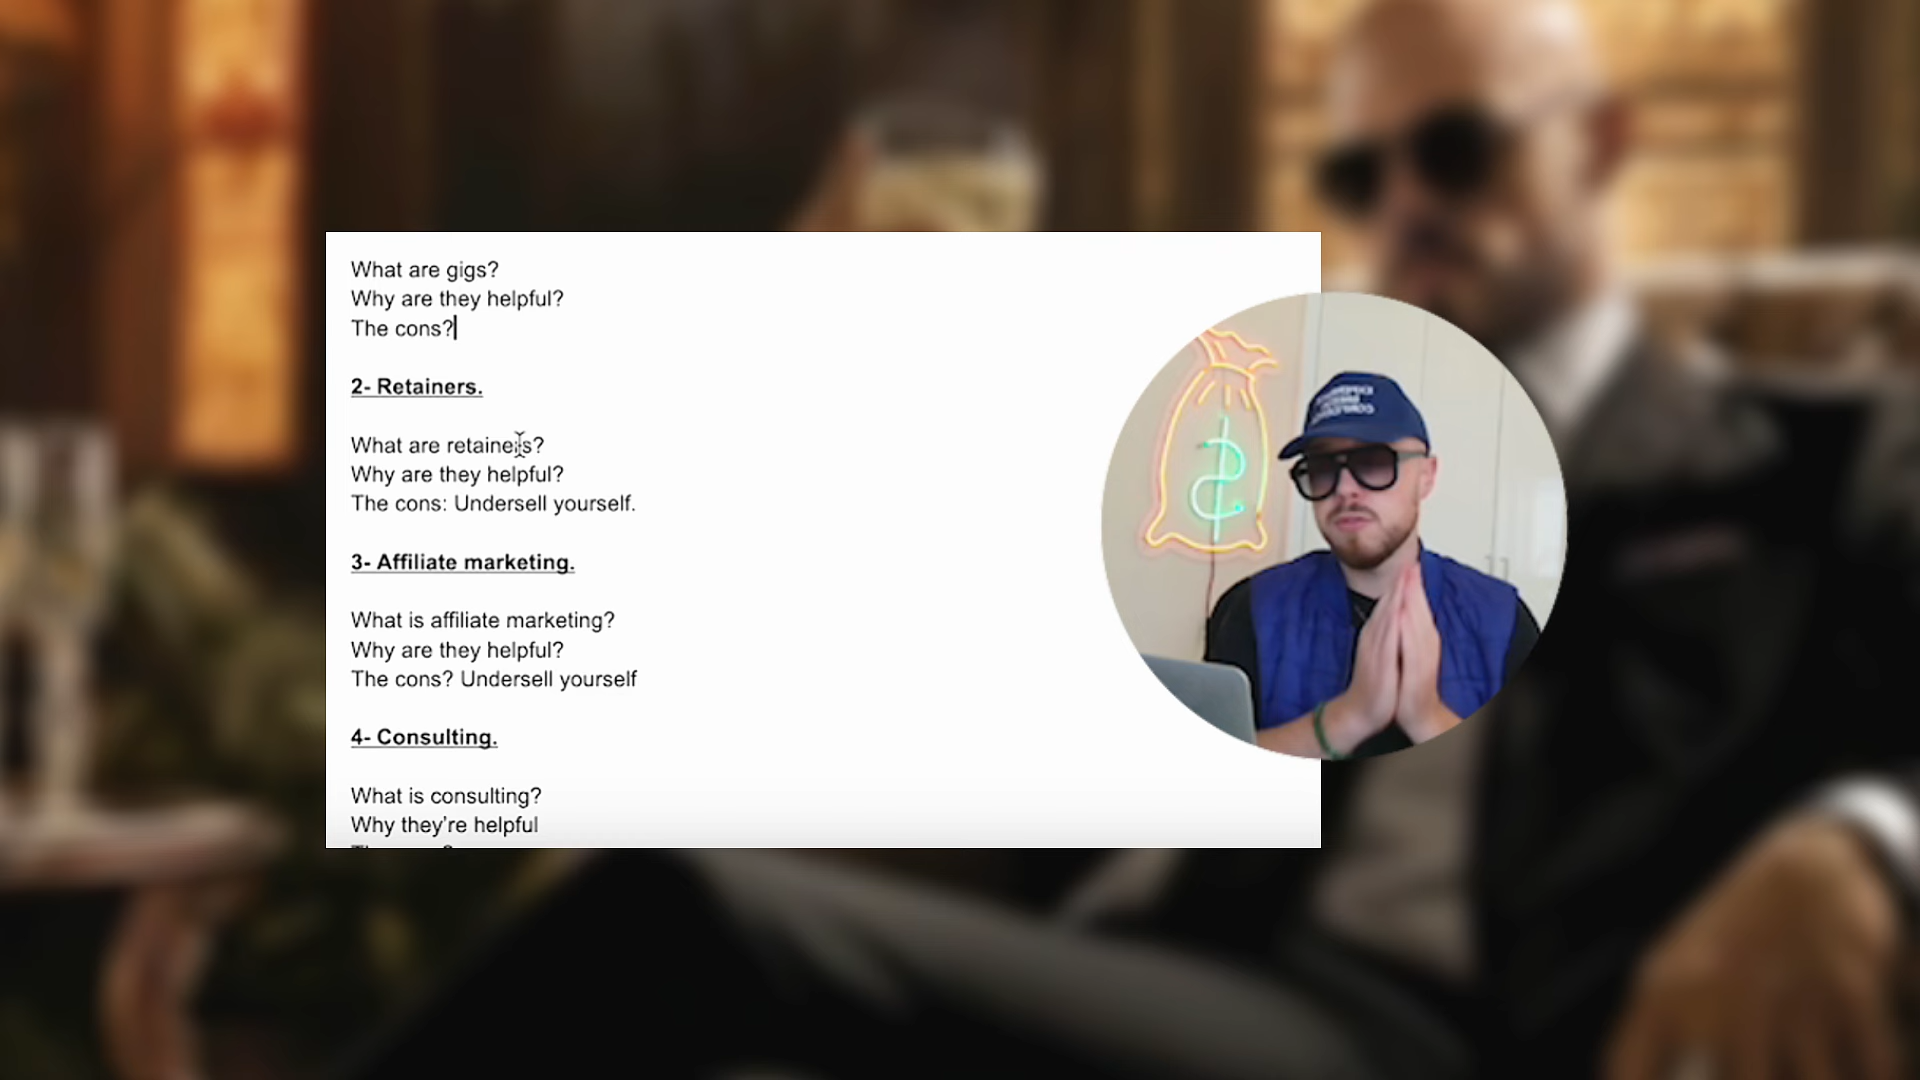 What are gigs?
Why are they helpful?
The cons?
2- Retainers.
What are retainers?
Why are they helpful?
The cons: Undersell yourself.
3- Affiliate marketing.
What is affiliate marketing?
Why are they helpful?
The cons? Undersell yourself
4- Consulting.
What is consulting?
Why they’re helpful